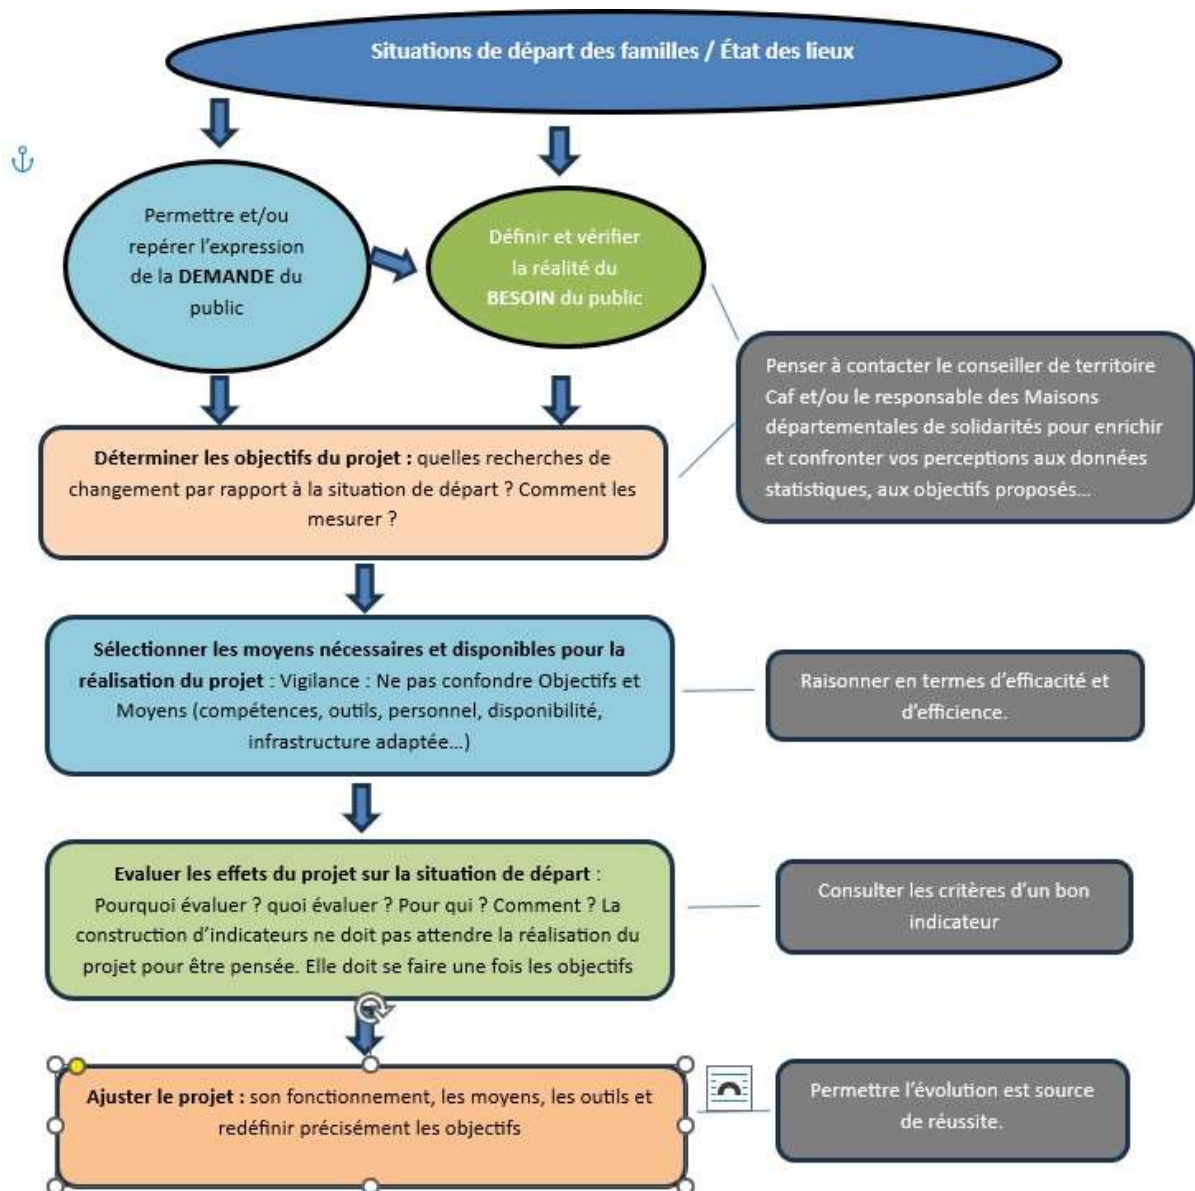 Situations de départ des familles / État des lieux
Permettre et/ou
repérer l’expression
de la DEMANDE du
public
Définir et vérifier
la réalité du
BESOIN du public
Penser à contacter le conseiller de territoire
Caf et/ou le responsable des Maisons
départementales de solidarités pour enrichir
et confronter vos perceptions aux données
statistiques, aux objectifs proposés…
Déterminer les objectifs du projet : quelles recherches de
changement par rapport à la situation de départ ? Comment les
mesurer ?
Sélectionner les moyens nécessaires et disponibles pour la
réalisation du projet : Vigilance : Ne pas confondre Objectifs et
Moyens (compétences, outils, personnel, disponibilité,
infrastructure adaptée…)
Raisonner en termes d’efficacité et
d’efficience.
Evaluer les effets du projet sur la situation de départ :
Pourquoi évaluer ? quoi évaluer ? Pour qui ? Comment ? La
construction d’indicateurs ne doit pas attendre la réalisation du
projet pour être pensée. Elle doit se faire une fois les objectifs
Consulter les critères d’un bon
indicateur
Ajuster le projet : son fonctionnement, les moyens, les outils et
redéfinir précisément les objectifs
Permettre l’évolution est source
de réussite.